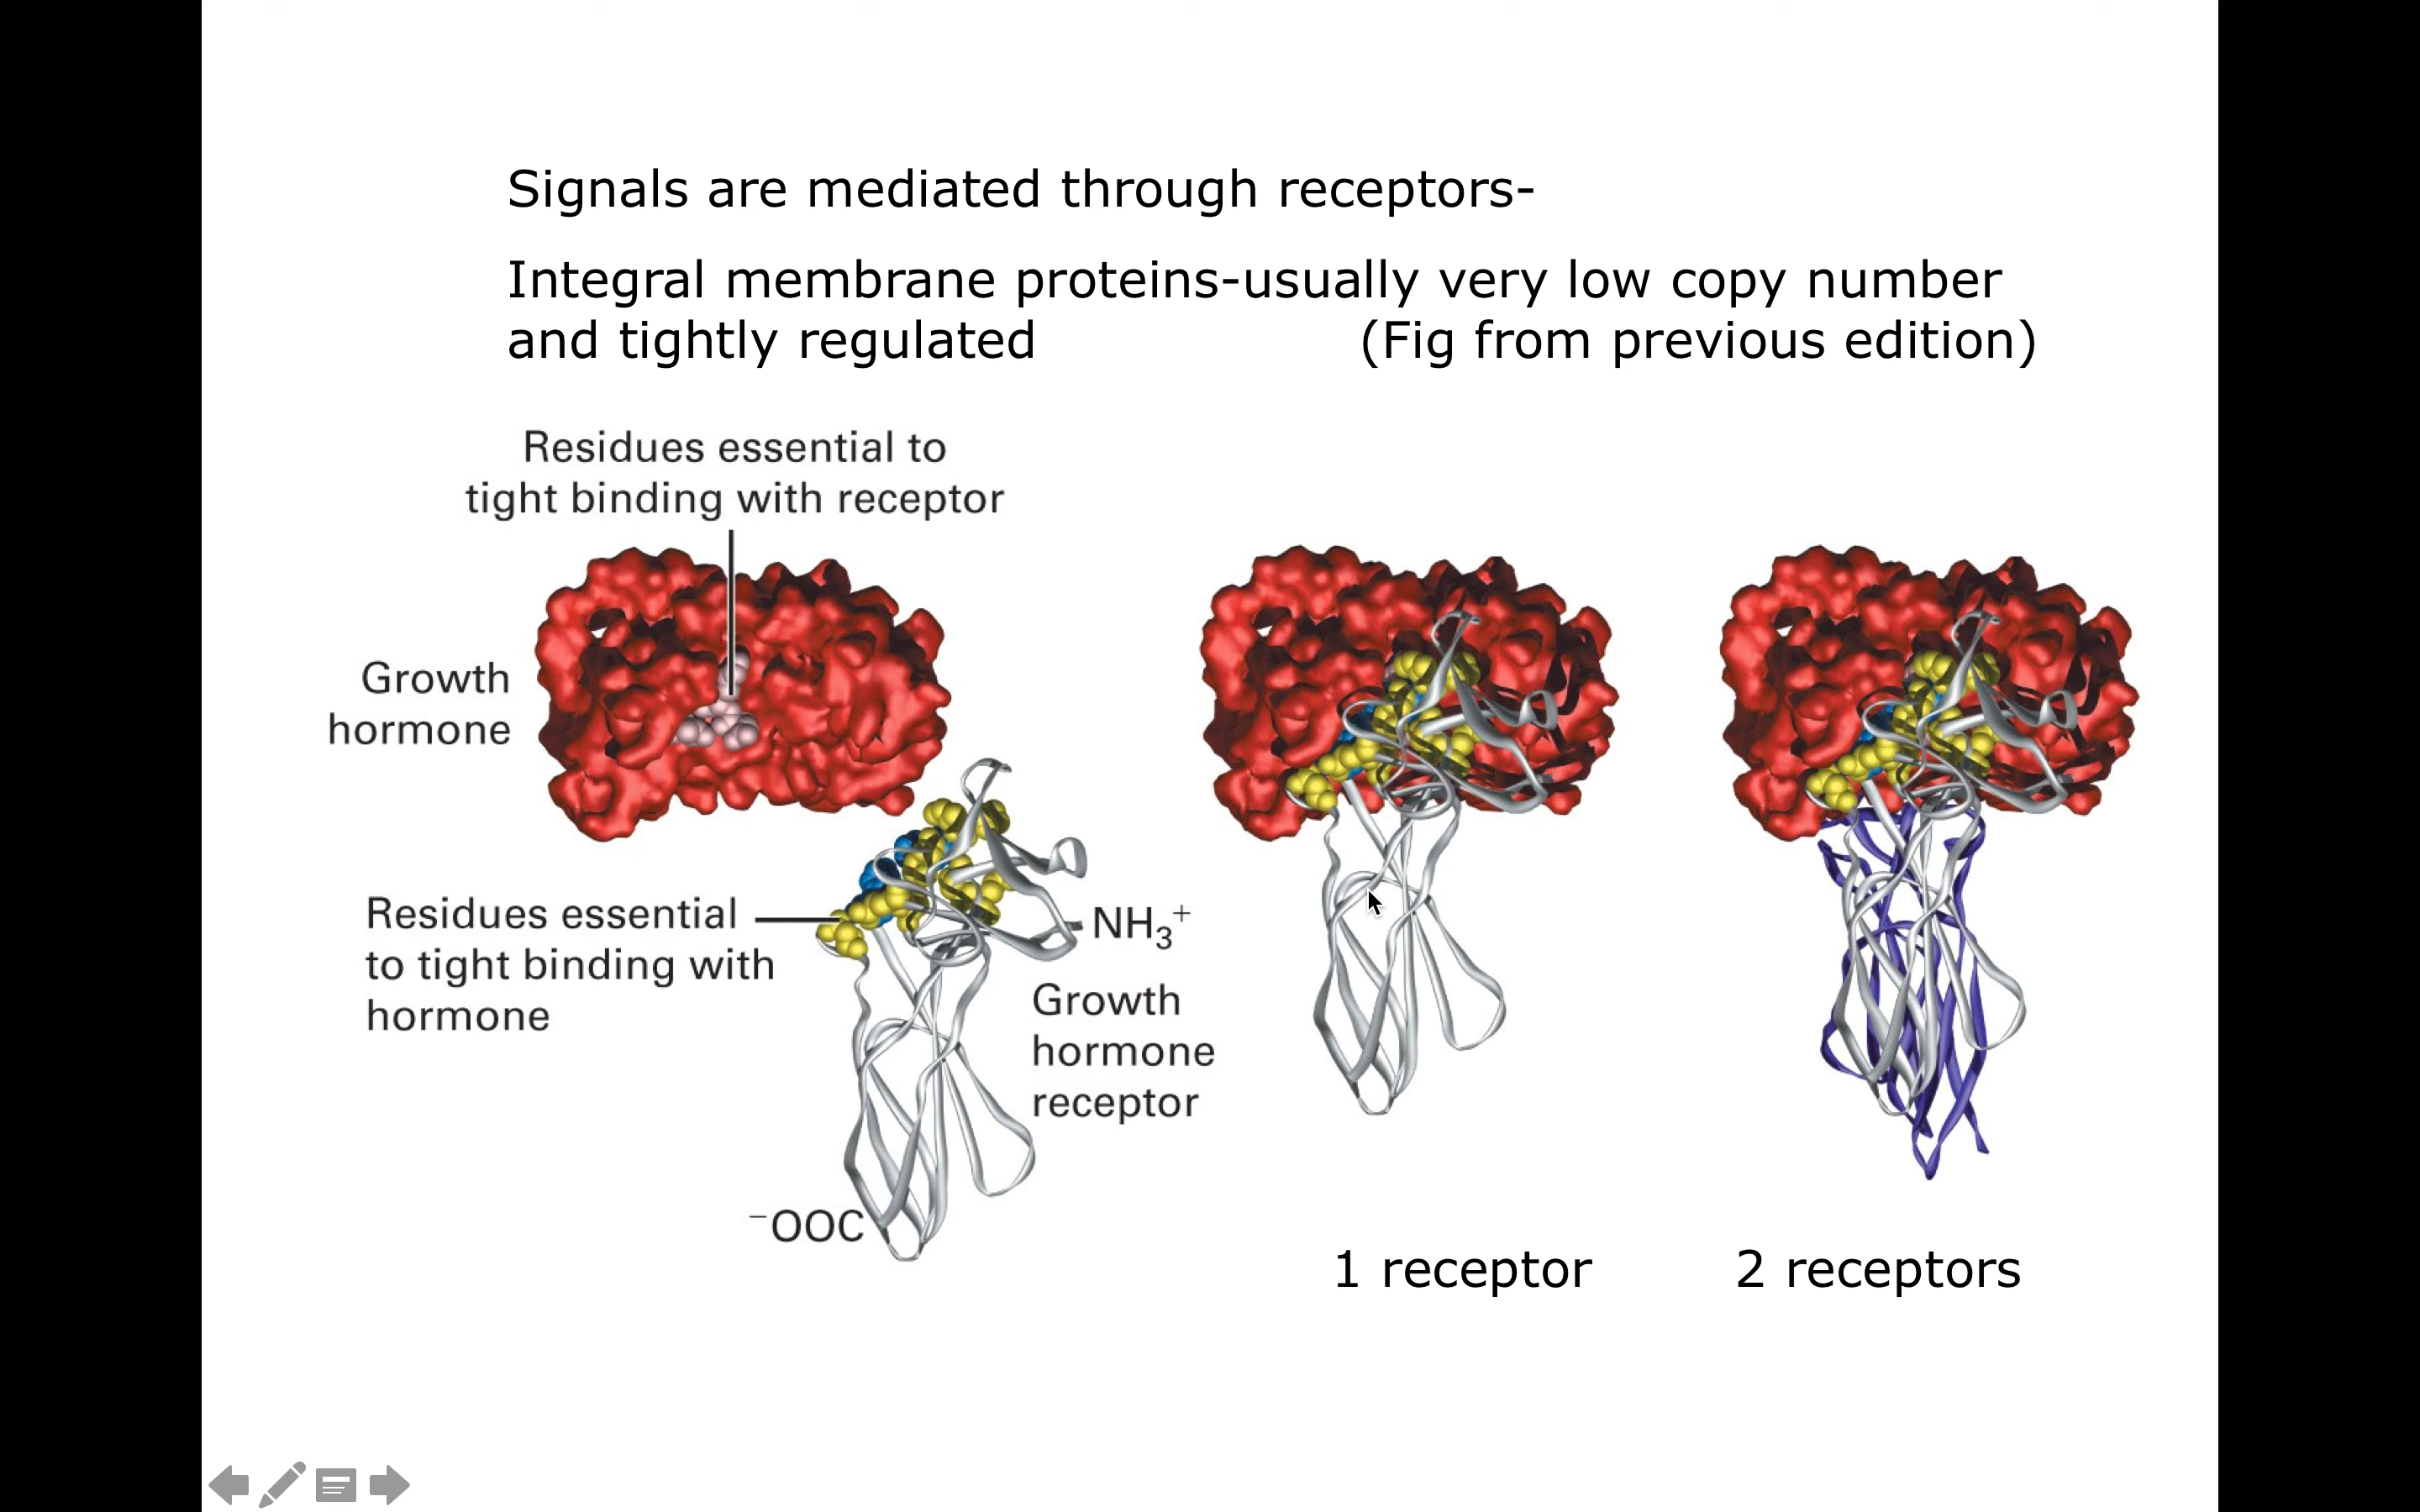 Signals are mediated through receptors-
Integral membrane proteins-usually very low copy number
and tightly regulated (Fig from previous edition)
Residues essential to
tight binding with receptor
Growth
hormone
Residues essential
to tight binding with
hormone
NH₃⁺
Growth
hormone
receptor
⁻OOC
1 receptor
2 receptors